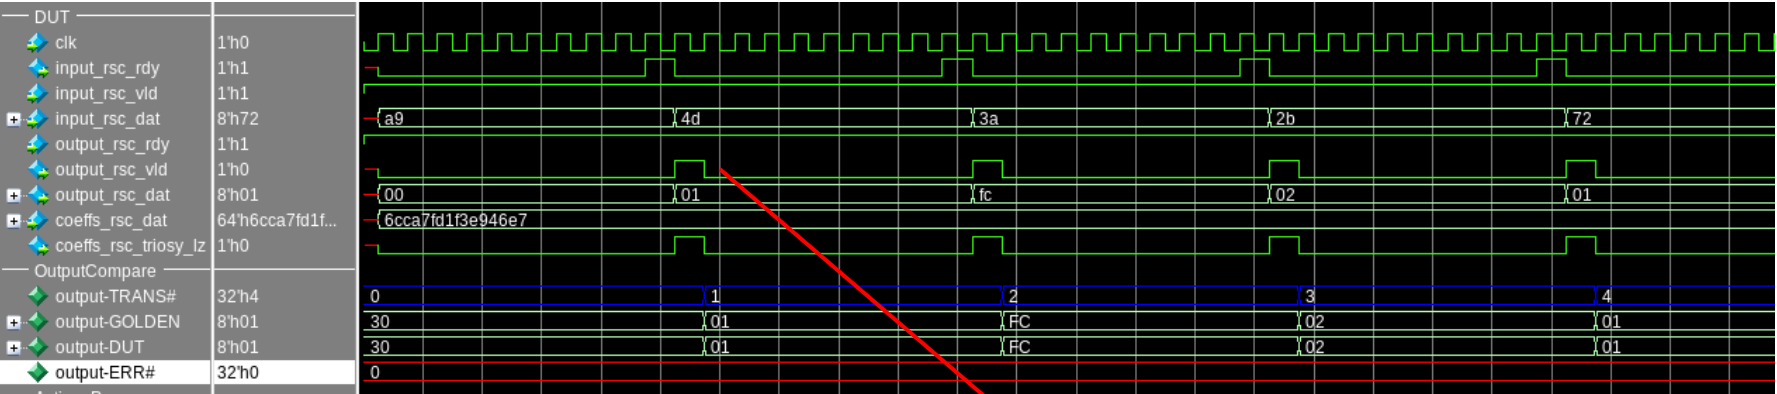 DUT
clk 1'h0
input_rsc_rdy 1'h1
input_rsc_vld 1'h1
input_rsc_dat 8'h72 a9 4d 3a 2b 72
output_rsc_rdy 1'h1
output_rsc_vld 1'h0
output_rsc_dat 8'h01 00 01 fc 02 01
coeffs_rsc_dat 64'h6cca7fd1f... 6cca7fd1f3e946e7
coeffs_rsc_triosy_lz 1'h0
OutputCompare
output-TRANS# 32'h4 0 1 2 3 4
output-GOLDEN 8'h01 30 01 FC 02 01
output-DUT 8'h01 30 01 FC 02 01
output-ERR# 32'h0 0